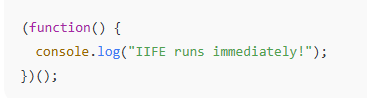 (function() {
  console.log("IIFE runs immediately!");
})();